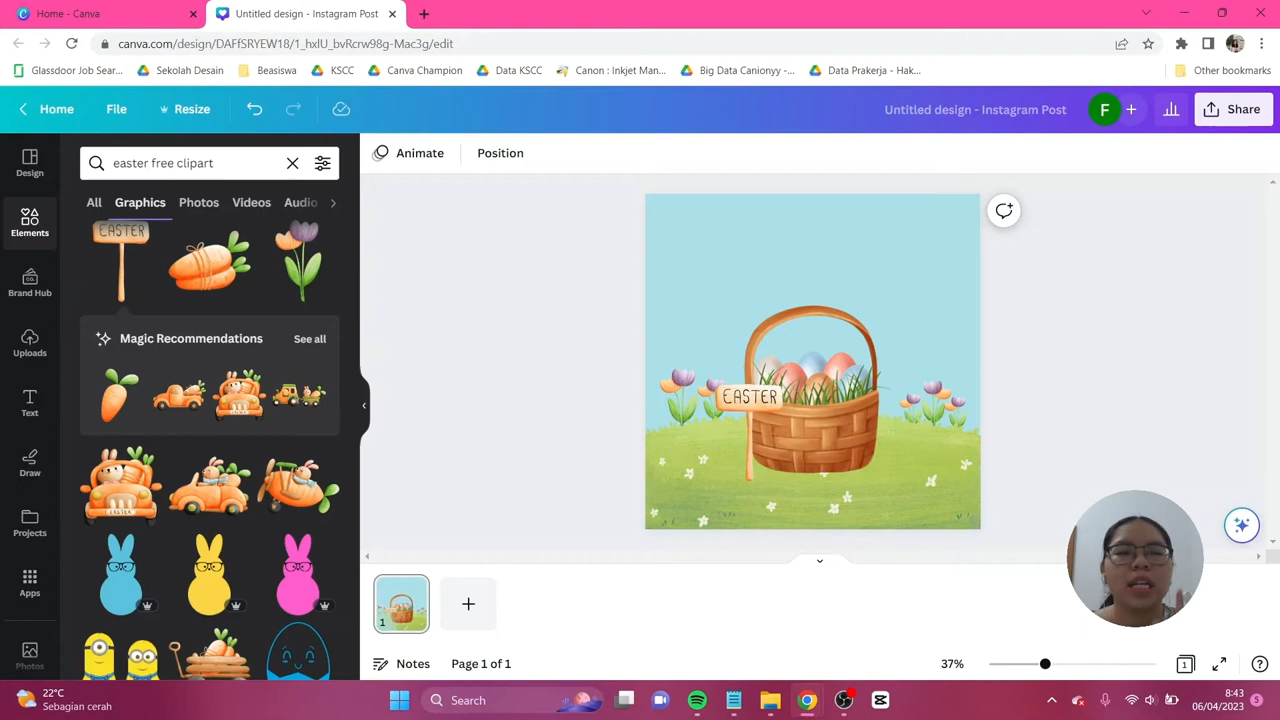 Home - Canva
Untitled design - Instagram Post
canva.com/design/DAFfSRYEW18/1_hxlU_bvRcrw98g-Mac3g/edit
Glassdoor Job Sear...
Sekolah Desain
Beasiswa
KSCC
Canva Champion
Data KSCC
Canon : Inkjet Man...
Big Data Canionyy -...
Data Prakerja - Hak...
Other bookmarks
Home
File
Resize
Untitled design - Instagram Post
F
Share
Design
Elements
Brand Hub
Uploads
Text
Draw
Projects
Apps
Photos
easter free clipart
All
Graphics
Photos
Videos
Audio
EASTER
Magic Recommendations
See all
Animate
Position
EASTER
1
Notes
Page 1 of 1
37%
1
22°C
Sebagian cerah
Search
8:43
06/04/2023
5